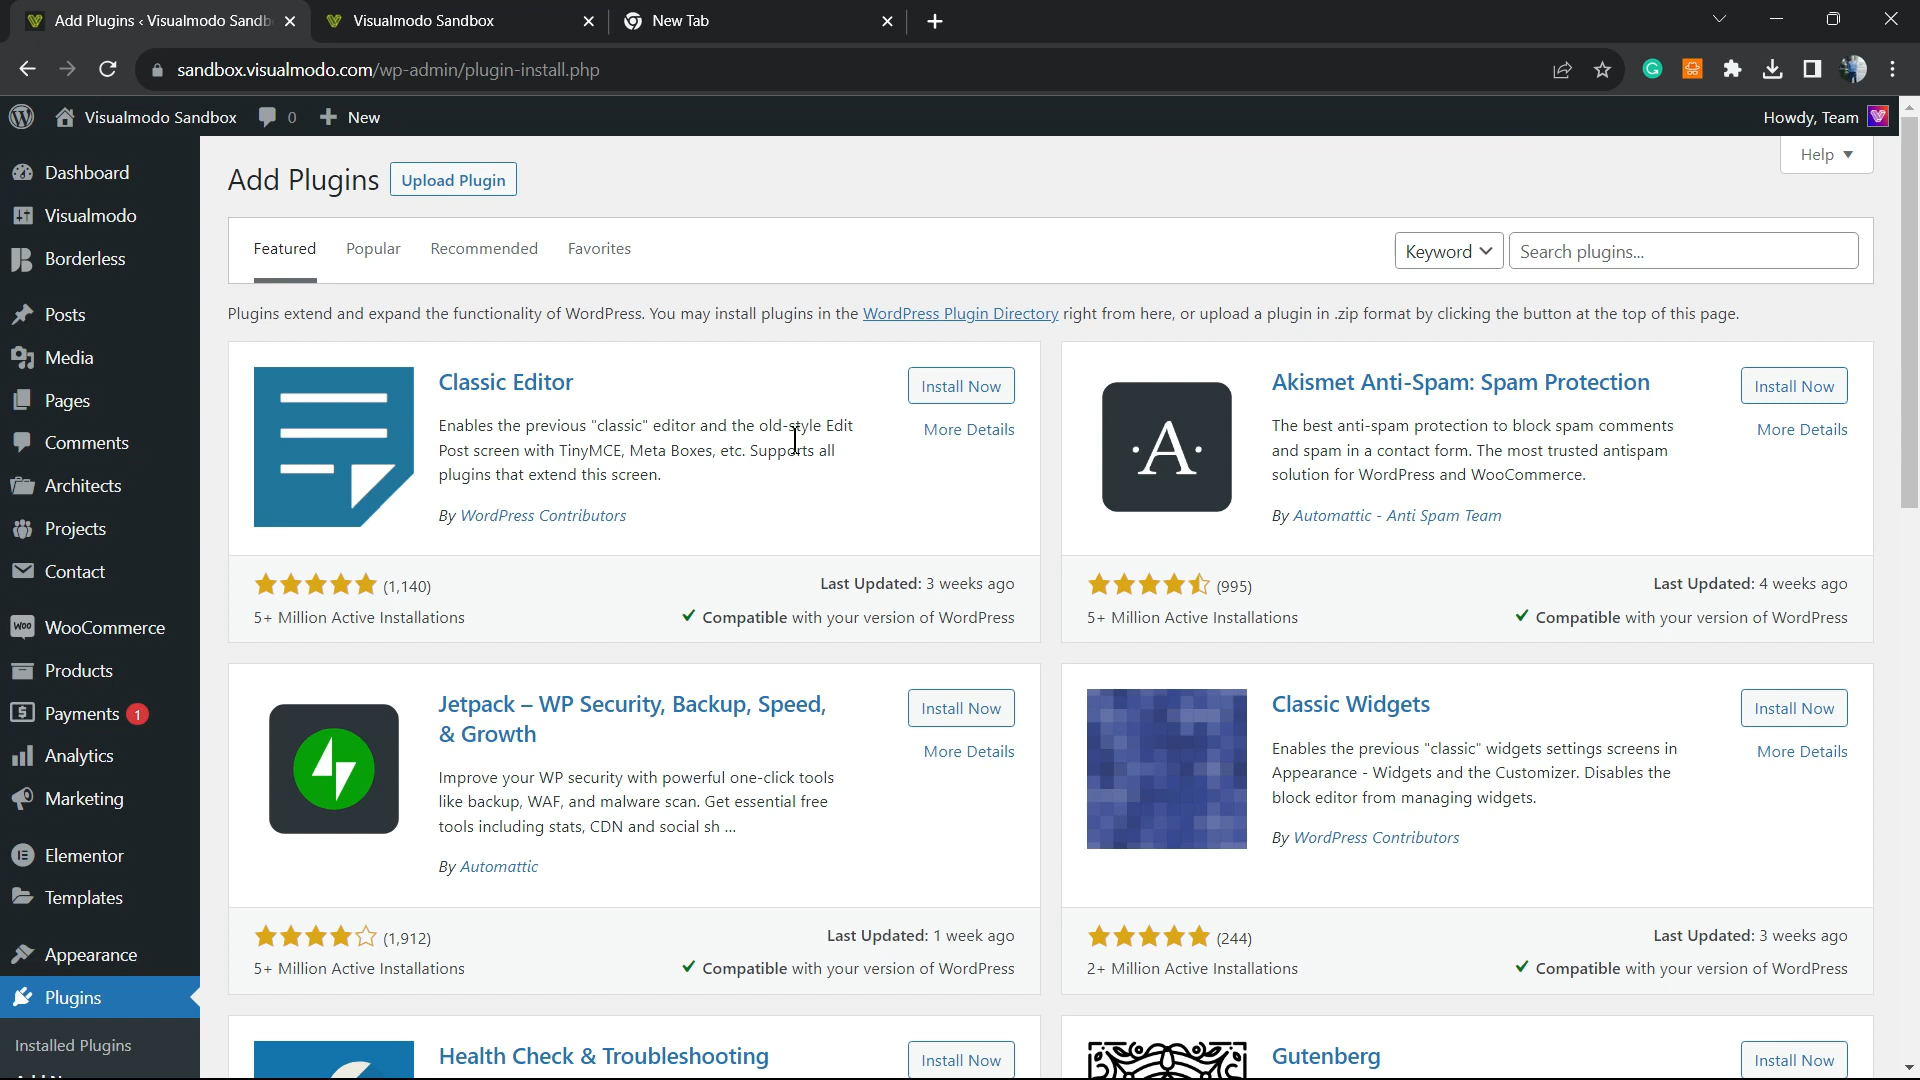 Add Plugins ‹ Visualmodo Sandb
Visualmodo Sandbox
New Tab
sandbox.visualmodo.com/wp-admin/plugin-install.php
Visualmodo Sandbox
0
New
Howdy, Team
Dashboard
Visualmodo
Borderless
Posts
Media
Pages
Comments
Architects
Projects
Contact
WooCommerce
Products
Payments 1
Analytics
Marketing
Elementor
Templates
Appearance
Plugins
Installed Plugins
Help
Add Plugins
Upload Plugin
Featured Popular Recommended Favorites
Keyword
Search plugins...
Plugins extend and expand the functionality of WordPress. You may install plugins in the WordPress Plugin Directory right from here, or upload a plugin in .zip format by clicking the button at the top of this page.
Classic Editor
Install Now
More Details
Enables the previous "classic" editor and the old-style Edit
Post screen with TinyMCE, Meta Boxes, etc. Supports all
plugins that extend this screen.
By WordPress Contributors
(1,140)
Last Updated: 3 weeks ago
5+ Million Active Installations
Compatible with your version of WordPress
·A·
Akismet Anti-Spam: Spam Protection
Install Now
More Details
The best anti-spam protection to block spam comments
and spam in a contact form. The most trusted antispam
solution for WordPress and WooCommerce.
By Automattic - Anti Spam Team
(995)
Last Updated: 4 weeks ago
5+ Million Active Installations
Compatible with your version of WordPress
Jetpack – WP Security, Backup, Speed,
& Growth
Install Now
More Details
Improve your WP security with powerful one-click tools
like backup, WAF, and malware scan. Get essential free
tools including stats, CDN and social sh ...
By Automattic
(1,912)
Last Updated: 1 week ago
5+ Million Active Installations
Compatible with your version of WordPress
Classic Widgets
Install Now
More Details
Enables the previous "classic" widgets settings screens in
Appearance - Widgets and the Customizer. Disables the
block editor from managing widgets.
By WordPress Contributors
(244)
Last Updated: 3 weeks ago
2+ Million Active Installations
Compatible with your version of WordPress
Health Check & Troubleshooting
Install Now
Gutenberg
Install Now